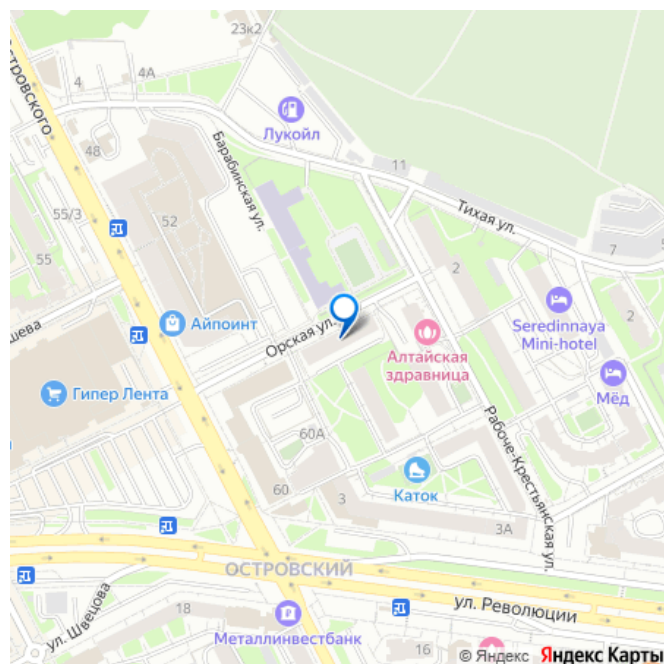 23к2
4
4А
Островского
Лукойл
48
Барабинская ул.
11
Тихая ул.
55/3
52
55
2
7
5
Айпоинт
Орская ул.
Seredinnaya
Mini-hotel
2
шева
Алтайская
здравница
Гипер Лента
Мёд
60А
Рабоче-Крестьянская ул.
Каток
60
3
3А
ОСТРОВСКИЙ
ул. Революции
18
ул. Швецова
Металлинвестбанк
16
© Яндекс Яндекс Карты